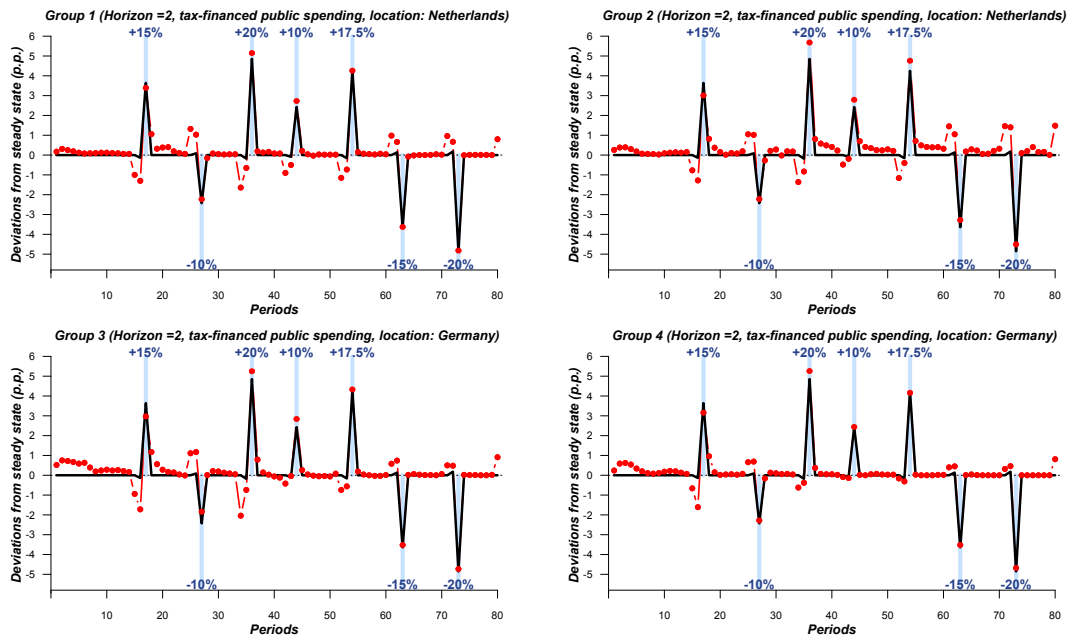 Group 1 (Horizon =2, tax-financed public spending, location: Netherlands)
+15% +20% +10% +17.5%
6
5
4
3
2
1
0
-1
-2
-3
-4
-5
Deviations from steady state (p.p.)
-10% -15% -20%
10 20 30 40 50 60 70 80
Periods
Group 2 (Horizon =2, tax-financed public spending, location: Netherlands)
+15% +20% +10% +17.5%
6
5
4
3
2
1
0
-1
-2
-3
-4
-5
Deviations from steady state (p.p.)
-10% -15% -20%
10 20 30 40 50 60 70 80
Periods
Group 3 (Horizon =2, tax-financed public spending, location: Germany)
+15% +20% +10% +17.5%
6
5
4
3
2
1
0
-1
-2
-3
-4
-5
Deviations from steady state (p.p.)
-10% -15% -20%
10 20 30 40 50 60 70 80
Periods
Group 4 (Horizon =2, tax-financed public spending, location: Germany)
+15% +20% +10% +17.5%
6
5
4
3
2
1
0
-1
-2
-3
-4
-5
Deviations from steady state (p.p.)
-10% -15% -20%
10 20 30 40 50 60 70 80
Periods